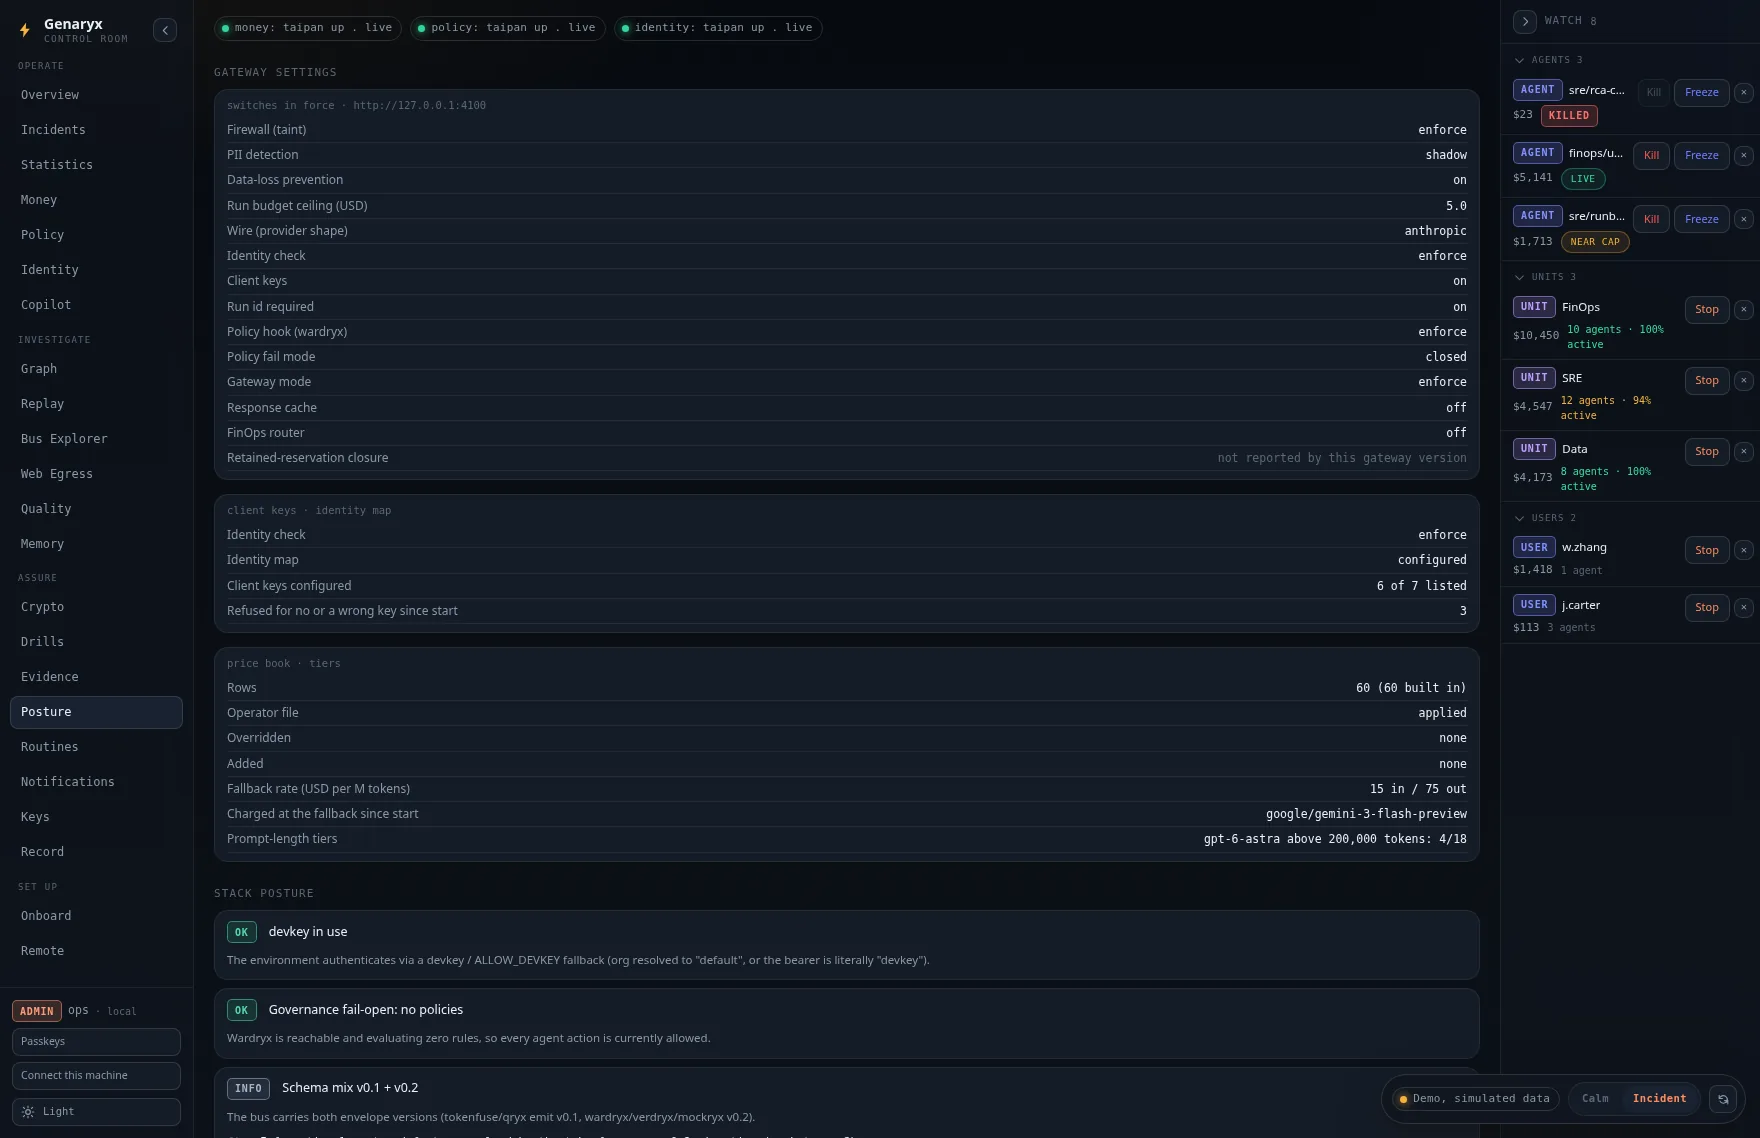 Genaryx
CONTROL ROOM
OPERATE
Overview
Incidents
Statistics
Money
Policy
Identity
Copilot
INVESTIGATE
Graph
Replay
Bus Explorer
Web Egress
Quality
Memory
ASSURE
Crypto
Drills
Evidence
Posture
Routines
Notifications
Keys
Record
SET UP
Onboard
Remote
ADMIN ops · local
Passkeys
Connect this machine
Light
money: taipan up . live policy: taipan up . live identity: taipan up . live
GATEWAY SETTINGS
switches in force · http://127.0.0.1:4100
Firewall (taint) enforce
PII detection shadow
Data-loss prevention on
Run budget ceiling (USD) 5.0
Wire (provider shape) anthropic
Identity check enforce
Client keys on
Run id required on
Policy hook (wardryx) enforce
Policy fail mode closed
Gateway mode enforce
Response cache off
FinOps router off
Retained-reservation closure not reported by this gateway version
client keys · identity map
Identity check enforce
Identity map configured
Client keys configured 6 of 7 listed
Refused for no or a wrong key since start 3
price book · tiers
Rows 60 (60 built in)
Operator file applied
Overridden none
Added none
Fallback rate (USD per M tokens) 15 in / 75 out
Charged at the fallback since start google/gemini-3-flash-preview
Prompt-length tiers gpt-6-astra above 200,000 tokens: 4/18
STACK POSTURE
OK devkey in use
The environment authenticates via a devkey / ALLOW_DEVKEY fallback (org resolved to "default", or the bearer is literally "devkey").
OK Governance fail-open: no policies
Wardryx is reachable and evaluating zero rules, so every agent action is currently allowed.
INFO Schema mix v0.1 + v0.2
The bus carries both envelope versions (tokenfuse/qryx emit v0.1, wardryx/verdryx/mockryx v0.2).
WATCH 8
AGENTS 3
AGENT sre/rca-c... Kill Freeze ×
$23 KILLED
AGENT finops/u... Kill Freeze ×
$5,141 LIVE
AGENT sre/runb... Kill Freeze ×
$1,713 NEAR CAP
UNITS 3
UNIT FinOps Stop ×
$10,450 10 agents · 100%
active
UNIT SRE Stop ×
$4,547 12 agents · 94%
active
UNIT Data Stop ×
$4,173 8 agents · 100%
active
USERS 2
USER w.zhang Stop ×
$1,418 1 agent
USER j.carter Stop ×
$113 3 agents
Demo, simulated data Calm Incident